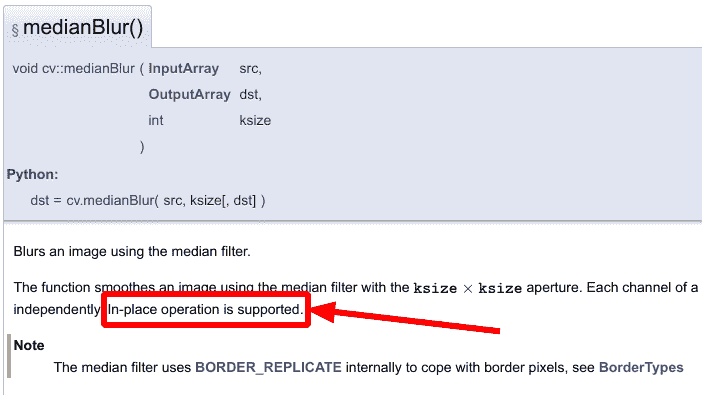 § medianBlur()
void cv::medianBlur ( InputArray src,
OutputArray dst,
int ksize
)
Python:
dst = cv.medianBlur( src, ksize[, dst] )
Blurs an image using the median filter.
The function smoothes an image using the median filter with the ksize × ksize aperture. Each channel of a
independently. In-place operation is supported.
Note
The median filter uses BORDER_REPLICATE internally to cope with border pixels, see BorderTypes